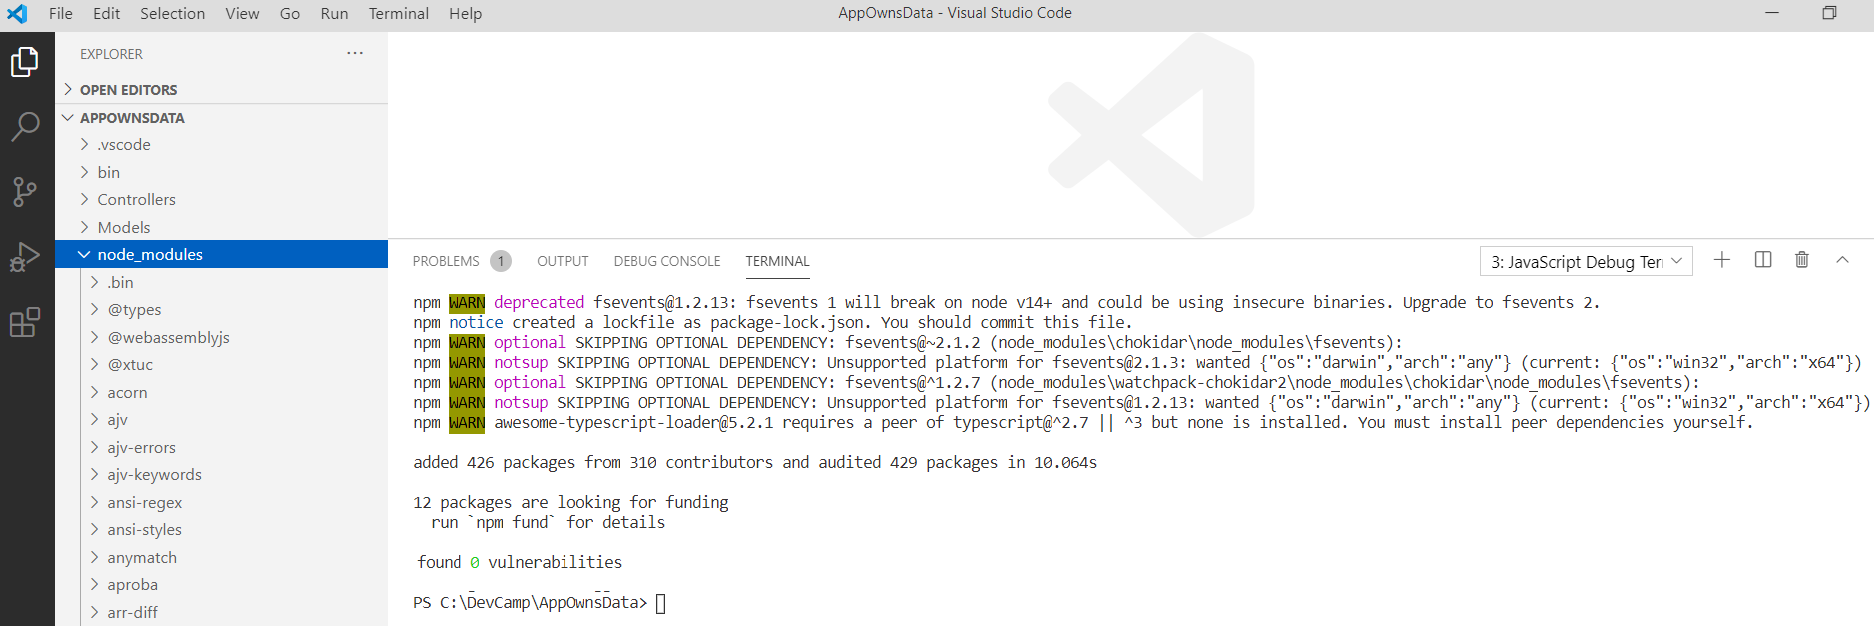 File Edit Selection View Go Run Terminal Help
AppOwnsData - Visual Studio Code
EXPLORER
OPEN EDITORS
APPOWNSDATA
.vscode
bin
Controllers
Models
node_modules
.bin
@types
@webassemblyjs
@xtuc
acorn
ajv
ajv-errors
ajv-keywords
ansi-regex
ansi-styles
anymatch
aproba
arr-diff
PROBLEMS 1 OUTPUT DEBUG CONSOLE TERMINAL
3: JavaScript Debug Ter
npm WARN deprecated fsevents@1.2.13: fsevents 1 will break on node v14+ and could be using insecure binaries. Upgrade to fsevents 2.
npm notice created a lockfile as package-lock.json. You should commit this file.
npm WARN optional SKIPPING OPTIONAL DEPENDENCY: fsevents@~2.1.2 (node_modules\chokidar\node_modules\fsevents):
npm WARN notsup SKIPPING OPTIONAL DEPENDENCY: Unsupported platform for fsevents@2.1.3: wanted {"os":"darwin","arch":"any"} (current: {"os":"win32","arch":"x64"})
npm WARN optional SKIPPING OPTIONAL DEPENDENCY: fsevents@^1.2.7 (node_modules\watchpack-chokidar2\node_modules\chokidar\node_modules\fsevents):
npm WARN notsup SKIPPING OPTIONAL DEPENDENCY: Unsupported platform for fsevents@1.2.13: wanted {"os":"darwin","arch":"any"} (current: {"os":"win32","arch":"x64"})
npm WARN awesome-typescript-loader@5.2.1 requires a peer of typescript@^2.7 || ^3 but none is installed. You must install peer dependencies yourself.
added 426 packages from 310 contributors and audited 429 packages in 10.064s
12 packages are looking for funding
run `npm fund` for details
found 0 vulnerabilities
PS C:\DevCamp\AppOwnsData>